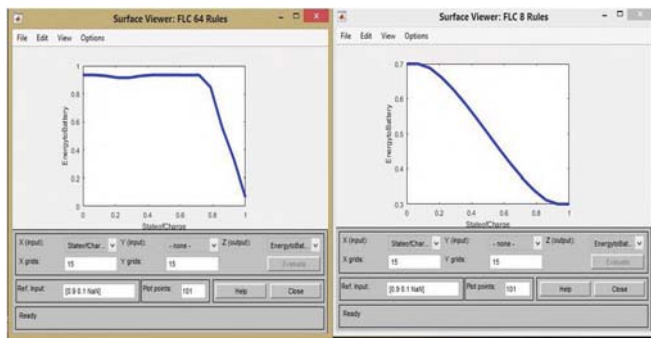 Surface Viewer: FLC 64 Rules
File Edit View Options
1
0.8
0.6
0.4
0.2
0
EnergytoBattery
0 0.2 0.4 0.6 0.8 1
StateofCharge
X (input): StateofChar... Y (input): - none - Z (output): EnergytoBat...
X grids: 15 Y grids: 15 Evaluate
Ref. Input: [0.9 0.1 NaN] Plot points: 101 Help Close
Ready
Surface Viewer: FLC 8 Rules
File Edit View Options
0.7
0.6
0.5
0.4
0.3
EnergytoBattery
0 0.2 0.4 0.6 0.8 1
StateofCharge
X (input): StateofChar... Y (input): - none - Z (output): EnergytoBat...
X grids: 15 Y grids: 15 Evaluate
Ref. Input: [0.9 0.1 NaN] Plot points: 101 Help Close
Ready